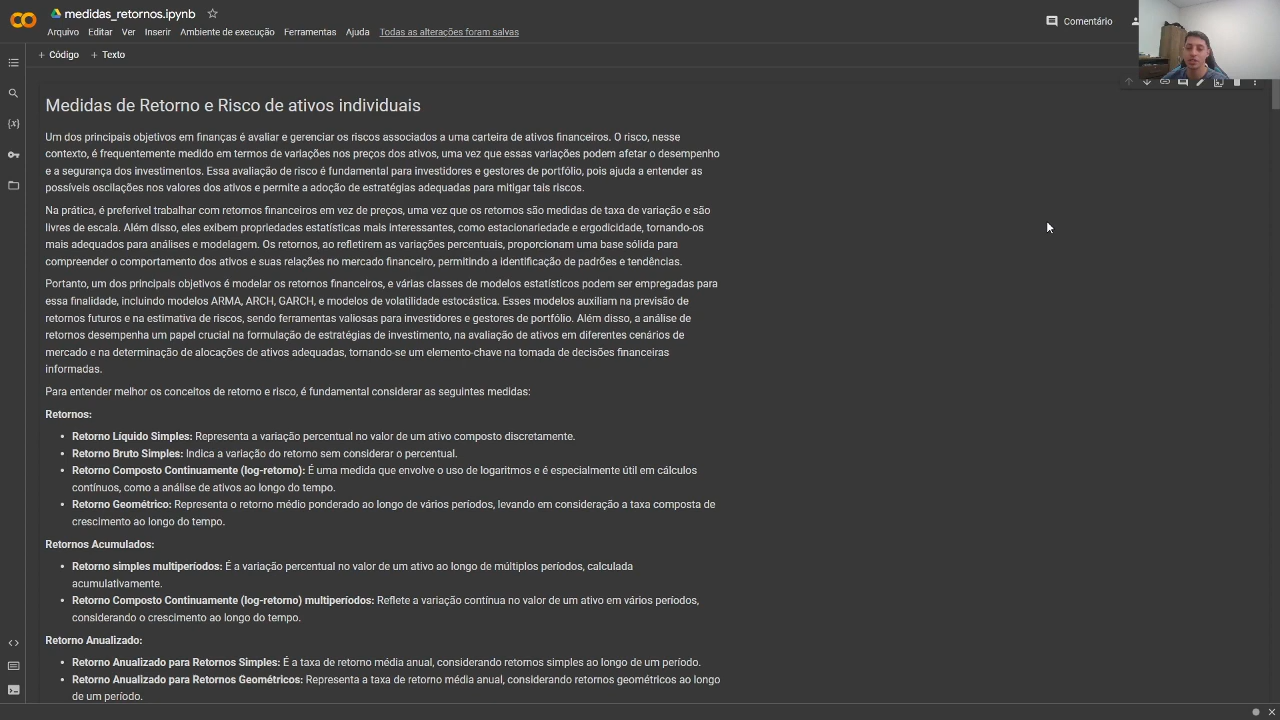 medidas_retornos.ipynb
Arquivo Editar Ver Inserir Ambiente de execução Ferramentas Ajuda Todas as alterações foram salvas
Comentário
+ Código + Texto
Medidas de Retorno e Risco de ativos individuais
Um dos principais objetivos em finanças é avaliar e gerenciar os riscos associados a uma carteira de ativos financeiros. O risco, nesse
contexto, é frequentemente medido em termos de variações nos preços dos ativos, uma vez que essas variações podem afetar o desempenho
e a segurança dos investimentos. Essa avaliação de risco é fundamental para investidores e gestores de portfólio, pois ajuda a entender as
possíveis oscilações nos valores dos ativos e permite a adoção de estratégias adequadas para mitigar tais riscos.
Na prática, é preferível trabalhar com retornos financeiros em vez de preços, uma vez que os retornos são medidas de taxa de variação e são
livres de escala. Além disso, eles exibem propriedades estatísticas mais interessantes, como estacionariedade e ergodicidade, tornando-os
mais adequados para análises e modelagem. Os retornos, ao refletirem as variações percentuais, proporcionam uma base sólida para
compreender o comportamento dos ativos e suas relações no mercado financeiro, permitindo a identificação de padrões e tendências.
Portanto, um dos principais objetivos é modelar os retornos financeiros, e várias classes de modelos estatísticos podem ser empregadas para
essa finalidade, incluindo modelos ARMA, ARCH, GARCH, e modelos de volatilidade estocástica. Esses modelos auxiliam na previsão de
retornos futuros e na estimativa de riscos, sendo ferramentas valiosas para investidores e gestores de portfólio. Além disso, a análise de
retornos desempenha um papel crucial na formulação de estratégias de investimento, na avaliação de ativos em diferentes cenários de
mercado e na determinação de alocações de ativos adequadas, tornando-se um elemento-chave na tomada de decisões financeiras
informadas.
Para entender melhor os conceitos de retorno e risco, é fundamental considerar as seguintes medidas:
Retornos:
• Retorno Líquido Simples: Representa a variação percentual no valor de um ativo composto discretamente.
• Retorno Bruto Simples: Indica a variação do retorno sem considerar o percentual.
• Retorno Composto Continuamente (log-retorno): É uma medida que envolve o uso de logaritmos e é especialmente útil em cálculos
contínuos, como a análise de ativos ao longo do tempo.
• Retorno Geométrico: Representa o retorno médio ponderado ao longo de vários períodos, levando em consideração a taxa composta de
crescimento ao longo do tempo.
Retornos Acumulados:
• Retorno simples multiperíodos: É a variação percentual no valor de um ativo ao longo de múltiplos períodos, calculada
acumulativamente.
• Retorno Composto Continuamente (log-retorno) multiperíodos: Reflete a variação contínua no valor de um ativo em vários períodos,
considerando o crescimento ao longo do tempo.
Retorno Anualizado:
• Retorno Anualizado para Retornos Simples: É a taxa de retorno média anual, considerando retornos simples ao longo de um período.
• Retorno Anualizado para Retornos Geométricos: Representa a taxa de retorno média anual, considerando retornos geométricos ao longo
de um período.